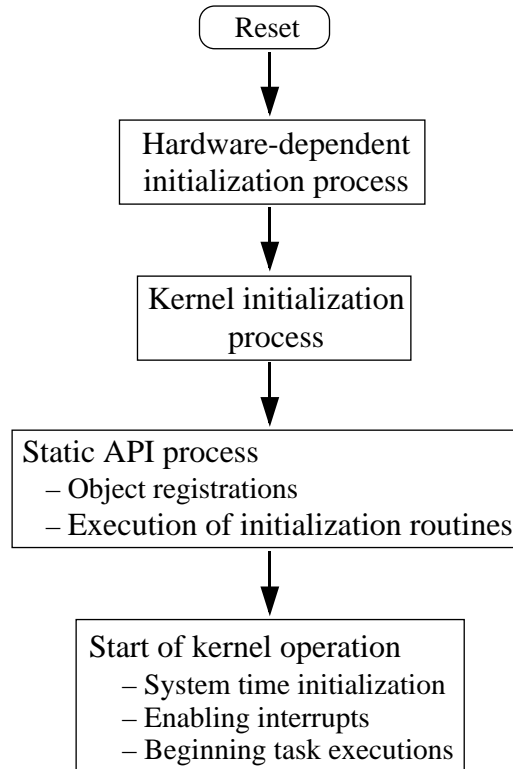 Reset
Hardware-dependent
initialization process
Kernel initialization
process
Static API process
– Object registrations
– Execution of initialization routines
Start of kernel operation
– System time initialization
– Enabling interrupts
– Beginning task executions